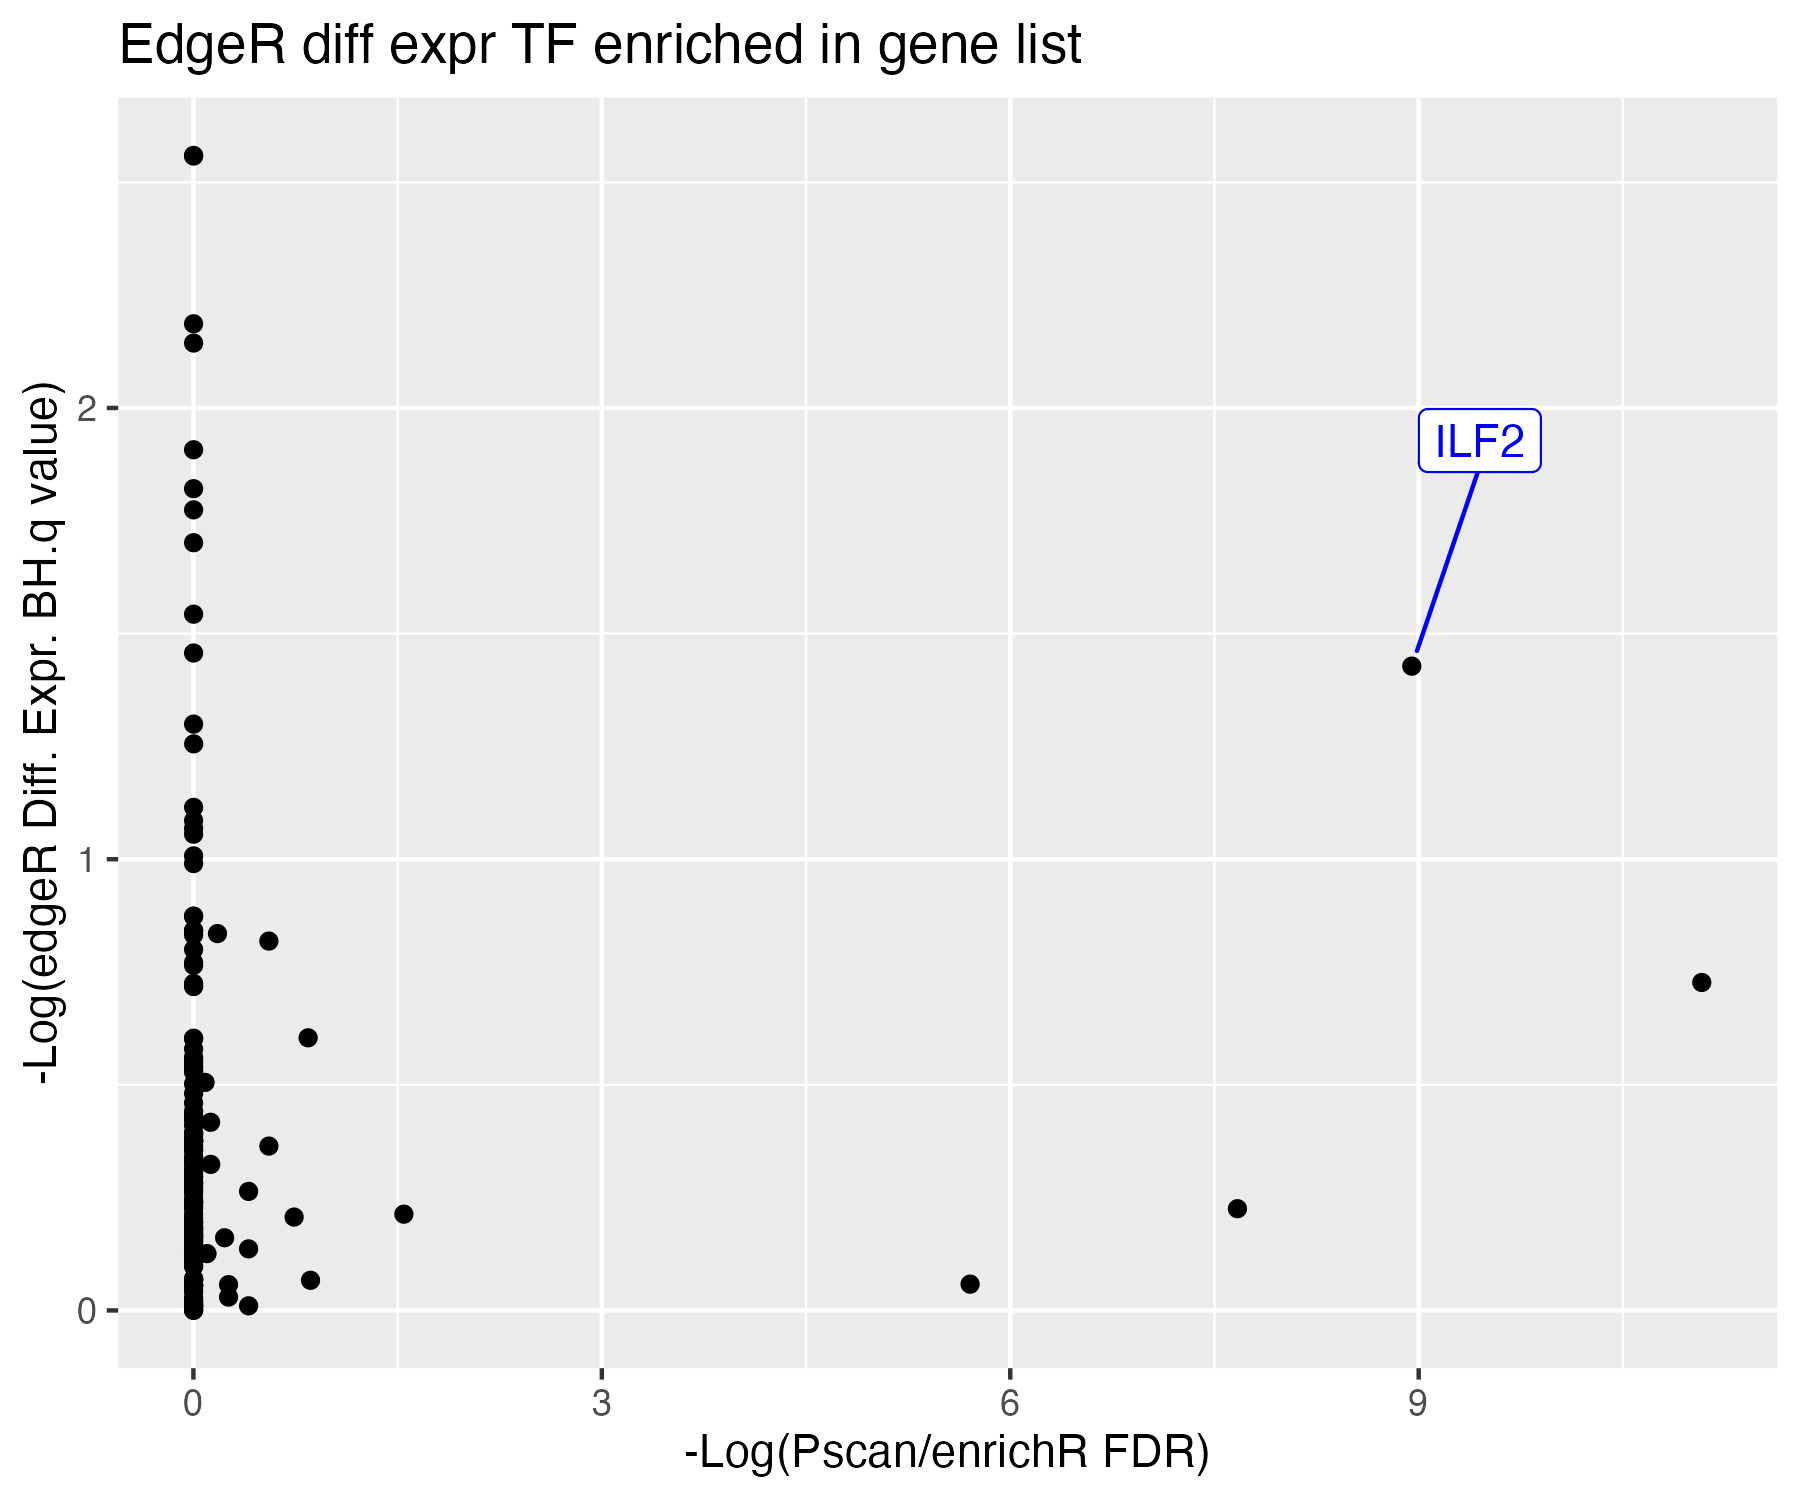 EdgeR diff expr TF enriched in gene list
-Log(edgeR Diff. Expr. BH.q value)
2
1
0
ILF2
0 3 6 9
-Log(Pscan/enrichR FDR)